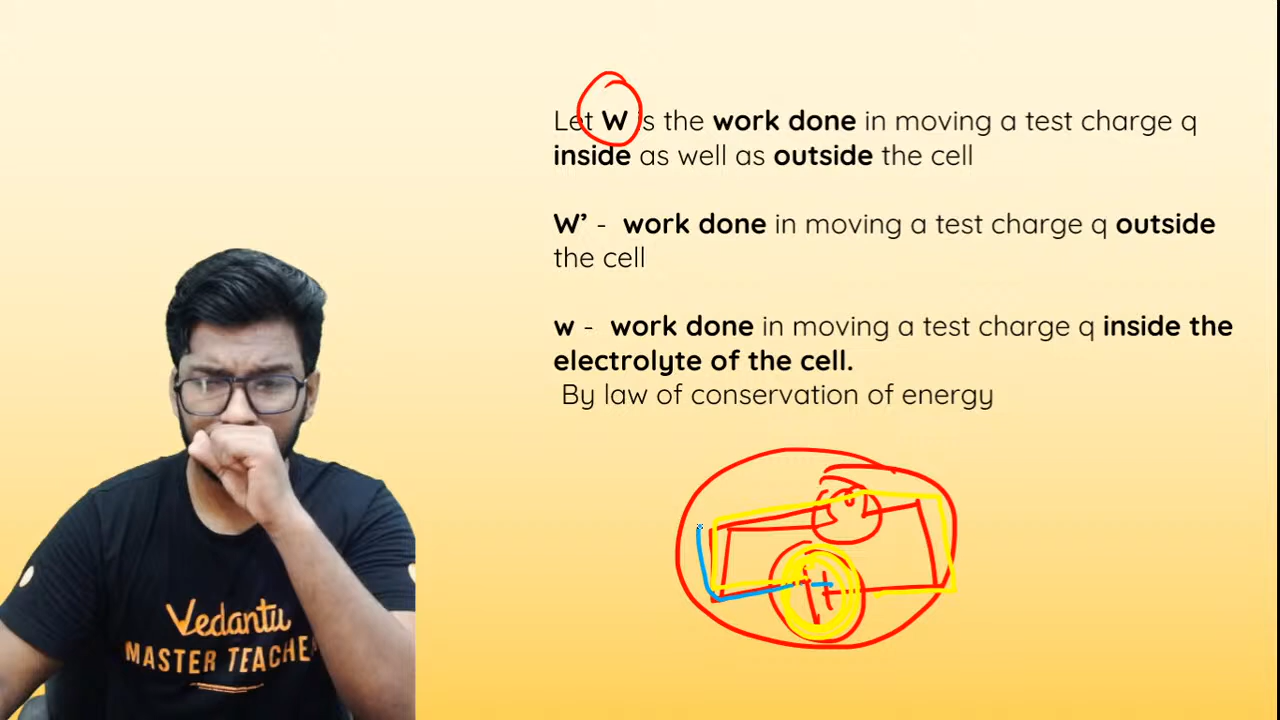 Let W is the work done in moving a test charge q
inside as well as outside the cell
W’ - work done in moving a test charge q outside
the cell
w - work done in moving a test charge q inside the
electrolyte of the cell.
By law of conservation of energy
Vedantu
MASTER TEACHER